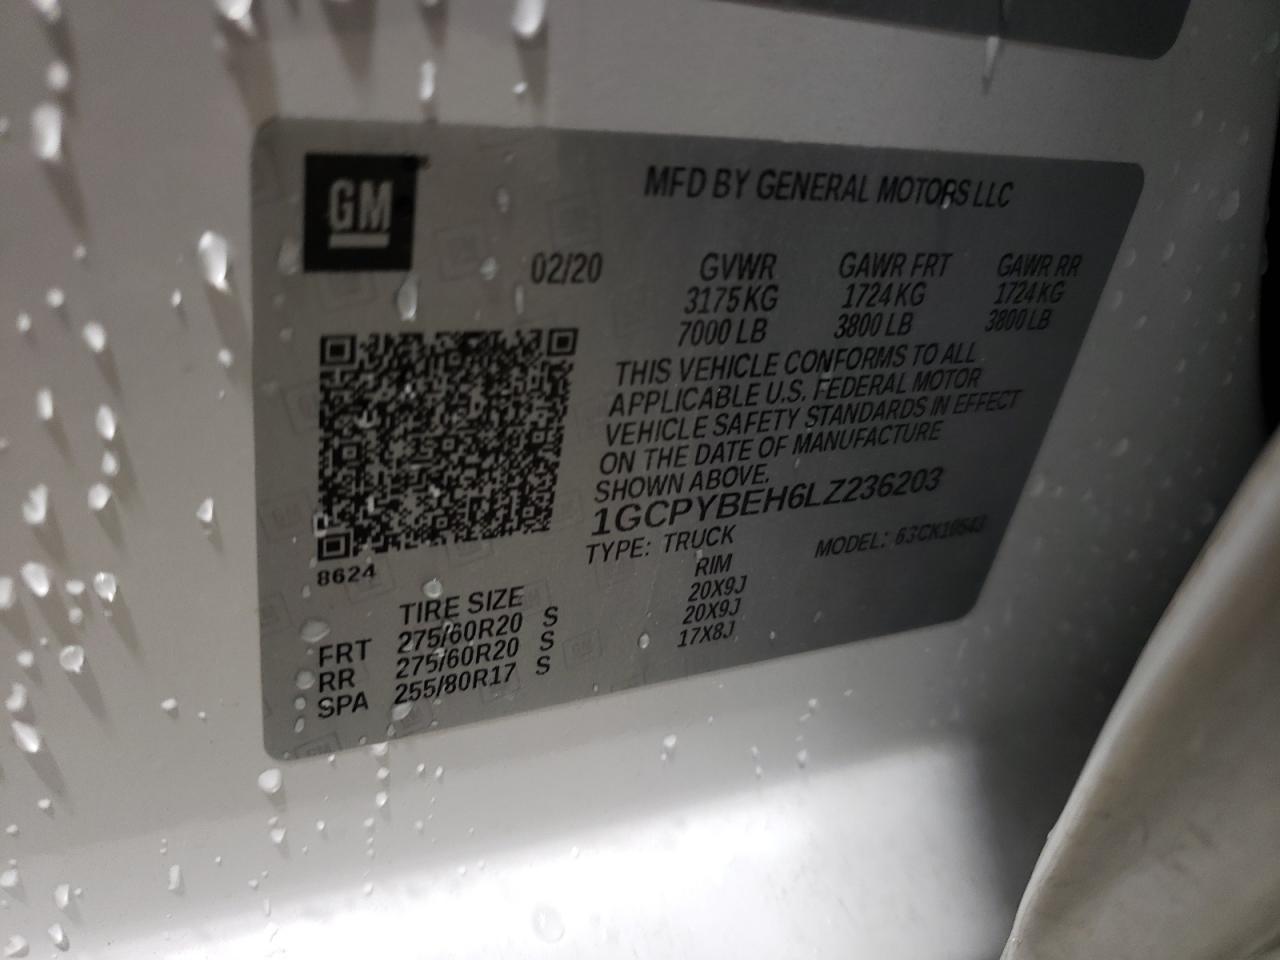 GM
MFD BY GENERAL MOTORS LLC
02/20 GVWR GAWR FRT GAWR RR
3175 KG 1724 KG 1724 KG
7000 LB 3800 LB 3800 LB
THIS VEHICLE CONFORMS TO ALL
APPLICABLE U.S. FEDERAL MOTOR
VEHICLE SAFETY STANDARDS IN EFFECT
ON THE DATE OF MANUFACTURE
SHOWN ABOVE.
1GCPYBEH6LZ236203
TYPE: TRUCK MODEL:
8624
TIRE SIZE RIM
FRT 275/60R20 S 20X9J
RR 275/60R20 S 20X9J
SPA 255/80R17 S 17X8J